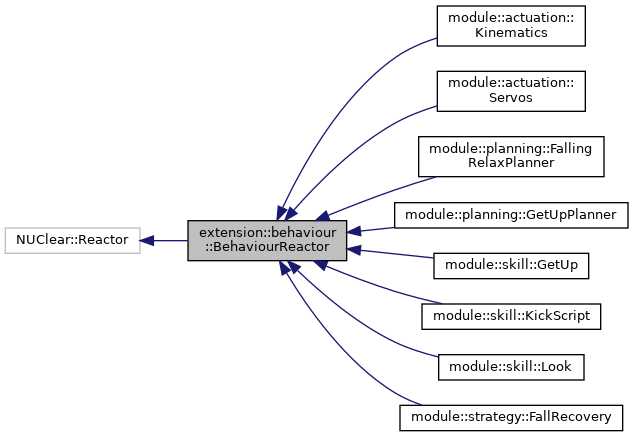 module::actuation::
Kinematics
module::actuation::
Servos
module::planning::Falling
RelaxPlanner
module::planning::GetUpPlanner
NUClear::Reactor
extension::behaviour
::BehaviourReactor
module::skill::GetUp
module::skill::KickScript
module::skill::Look
module::strategy::FallRecovery